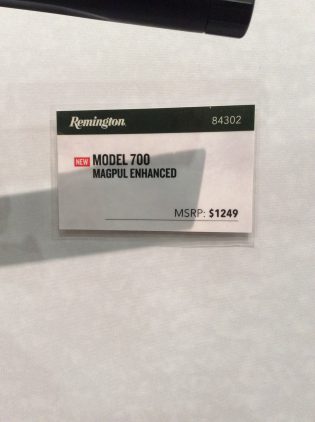 Remington. 84302
NEW MODEL 700
MAGPUL ENHANCED
MSRP: $1249